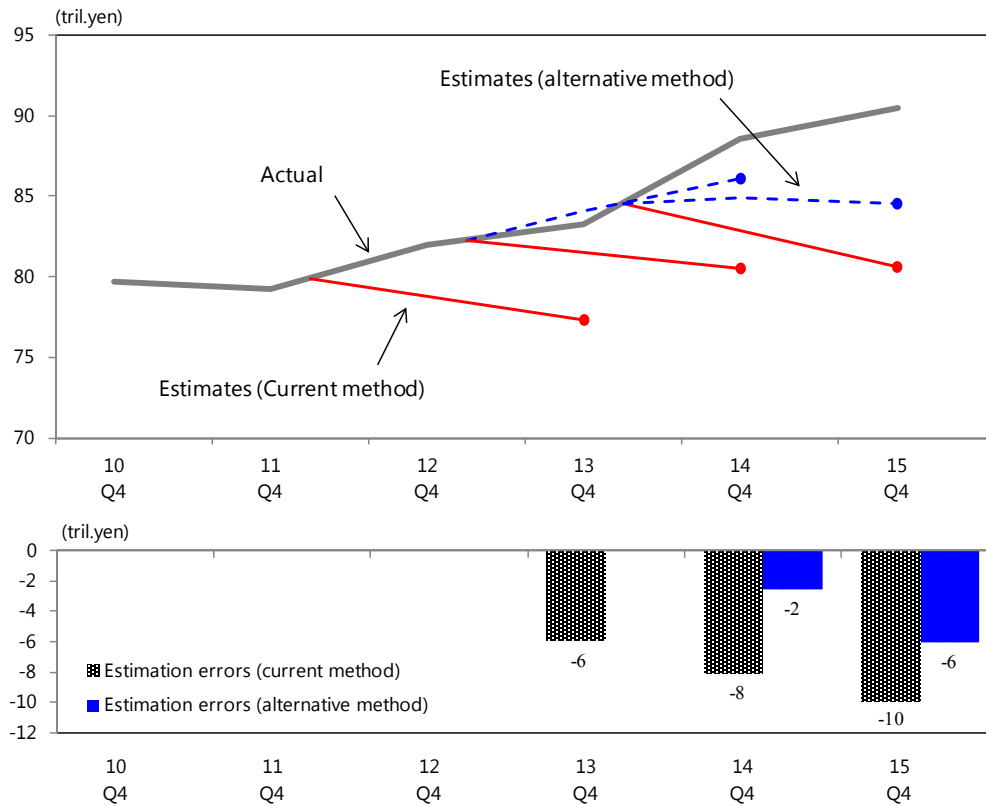 (tril.yen)
95
90
85
80
75
70
Estimates (alternative method)
Actual
Estimates (Current method)
10 11 12 13 14 15
Q4 Q4 Q4 Q4 Q4 Q4
(tril.yen)
0
-2
-4
-6
-8
-10
-12
-6
-8
-2
-10
-6
Estimation errors (current method)
Estimation errors (alternative method)
10 11 12 13 14 15
Q4 Q4 Q4 Q4 Q4 Q4